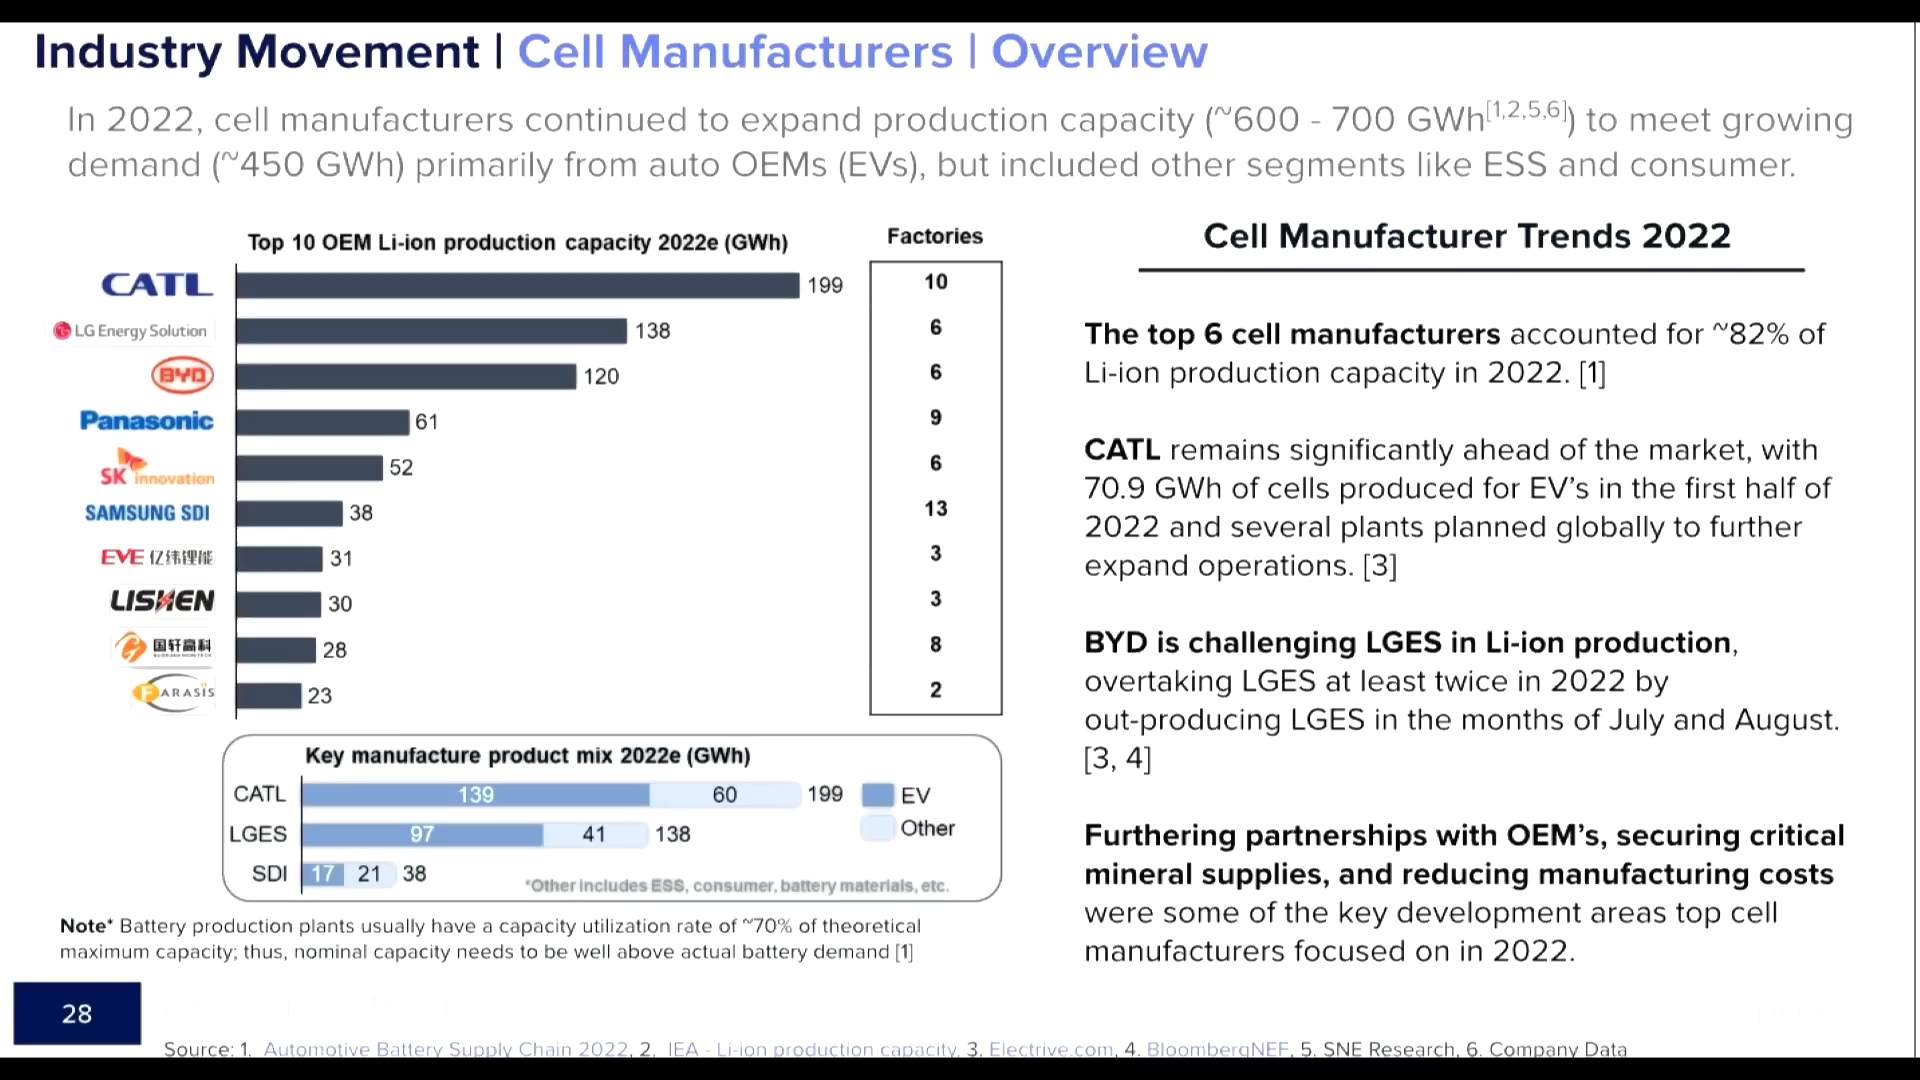 Industry Movement | Cell Manufacturers | Overview
In 2022, cell manufacturers continued to expand production capacity (~600 - 700 GWh[1,2,5,6]) to meet growing
demand (~450 GWh) primarily from auto OEMs (EVs), but included other segments like ESS and consumer.
Top 10 OEM Li-ion production capacity 2022e (GWh)
Factories
CATL 199 10
LG Energy Solution 138 6
BYD 120 6
Panasonic 61 9
SK innovation 52 6
SAMSUNG SDI 38 13
EVE 亿纬锂能 31 3
LISHEN 30 3
国轩高科 28 8
FARASIS 23 2
Key manufacture product mix 2022e (GWh)
CATL 139 60 199
LGES 97 41 138
SDI 17 21 38
EV
Other
*Other includes ESS, consumer, battery materials, etc.
Note* Battery production plants usually have a capacity utilization rate of ~70% of theoretical
maximum capacity; thus, nominal capacity needs to be well above actual battery demand [1]
Cell Manufacturer Trends 2022
The top 6 cell manufacturers accounted for ~82% of
Li-ion production capacity in 2022. [1]
CATL remains significantly ahead of the market, with
70.9 GWh of cells produced for EV's in the first half of
2022 and several plants planned globally to further
expand operations. [3]
BYD is challenging LGES in Li-ion production,
overtaking LGES at least twice in 2022 by
out-producing LGES in the months of July and August.
[3, 4]
Furthering partnerships with OEM's, securing critical
mineral supplies, and reducing manufacturing costs
were some of the key development areas top cell
manufacturers focused on in 2022.
28
Source: 1. Automotive Battery Supply Chain 2022, 2. IEA - Li-ion production capacity, 3. Electrive.com, 4. BloombergNEF, 5. SNE Research, 6. Company Data